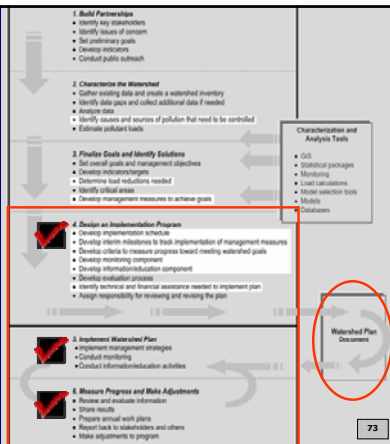 1. Build Partnerships
Identify key stakeholders
Identify issues of concern
Set preliminary goals
Develop indicators
Conduct public outreach
2. Characterize the Watershed
Gather existing data and create a watershed inventory
Identify data gaps and collect additional data if needed
Analyze data
Identify causes and sources of pollution that need to be controlled
Estimate pollutant loads
Characterization and
Analysis Tools
GIS
Statistical packages
Monitoring
Load calculations
Model selection tools
Models
Databases
3. Finalize Goals and Identify Solutions
Set overall goals and management objectives
Develop indicators/targets
Determine load reductions needed
Identify critical areas
Develop management measures to achieve goals
4. Design an Implementation Program
Develop implementation schedule
Develop interim milestones to track implementation of management measures
Develop criteria to measure progress toward meeting watershed goals
Develop monitoring component
Develop information/education component
Develop evaluation process
Identify technical and financial assistance needed to implement plan
Assign responsibility for reviewing and revising the plan
Watershed Plan
Document
5. Implement Watershed Plan
Implement management strategies
Conduct monitoring
Conduct information/education activities
6. Measure Progress and Make Adjustments
Review and evaluate information
Share results
Prepare annual work plans
Report back to stakeholders and others
Make adjustments to program
73